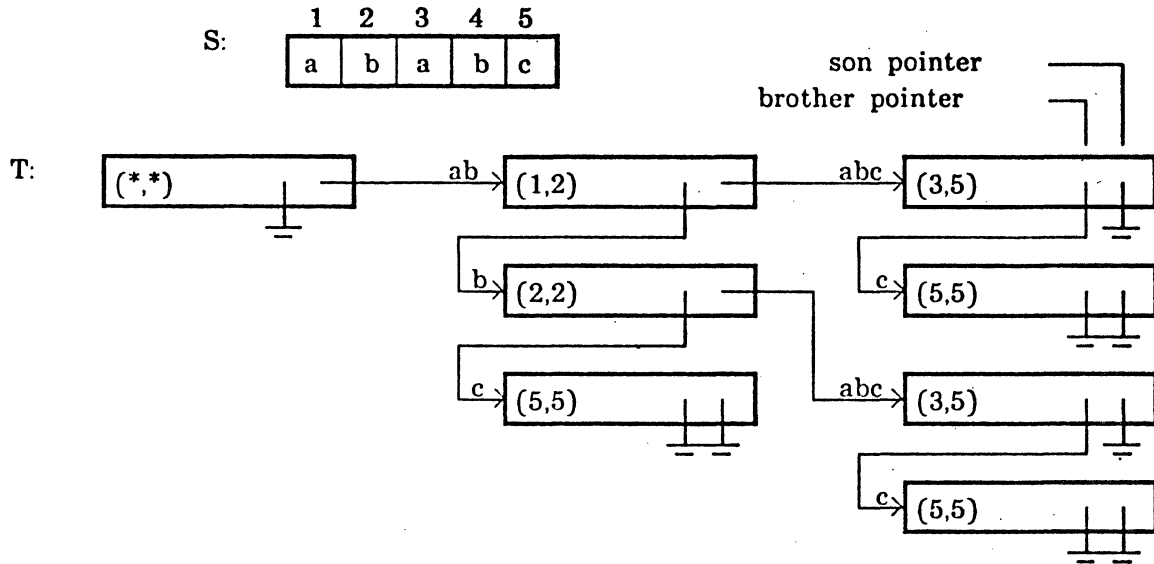 1 2 3 4 5
S: a b a b c
son pointer
brother pointer
T: (*,*) ab (1,2) abc (3,5)
b (2,2) c (5,5)
c (5,5) abc (3,5)
c (5,5)